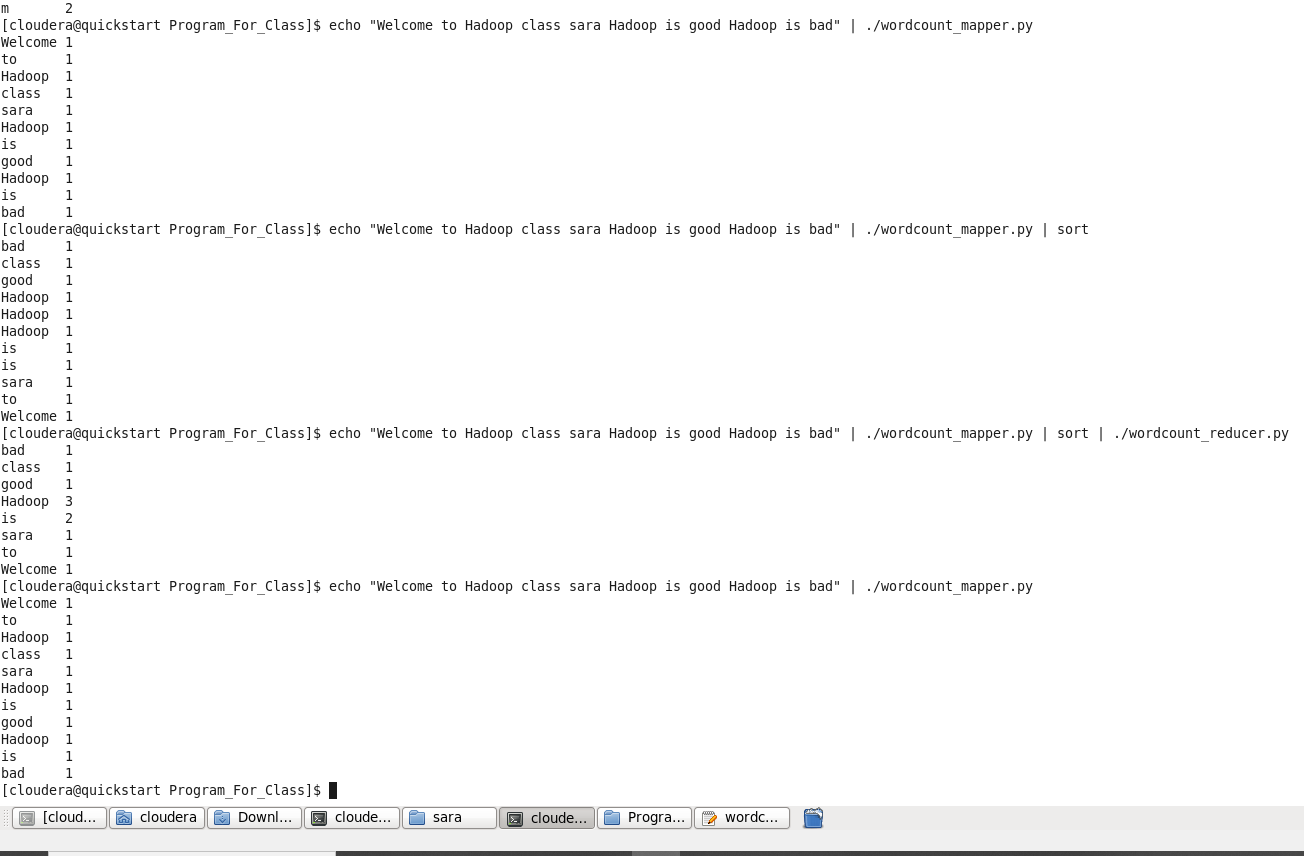 m       2
[cloudera@quickstart Program_For_Class]$ echo "Welcome to Hadoop class sara Hadoop is good Hadoop is bad" | ./wordcount_mapper.py
Welcome 1
to      1
Hadoop  1
class   1
sara    1
Hadoop  1
is      1
good    1
Hadoop  1
is      1
bad     1
[cloudera@quickstart Program_For_Class]$ echo "Welcome to Hadoop class sara Hadoop is good Hadoop is bad" | ./wordcount_mapper.py | sort
bad     1
class   1
good    1
Hadoop  1
Hadoop  1
Hadoop  1
is      1
is      1
sara    1
to      1
Welcome 1
[cloudera@quickstart Program_For_Class]$ echo "Welcome to Hadoop class sara Hadoop is good Hadoop is bad" | ./wordcount_mapper.py | sort | ./wordcount_reducer.py
bad     1
class   1
good    1
Hadoop  3
is      2
sara    1
to      1
Welcome 1
[cloudera@quickstart Program_For_Class]$ echo "Welcome to Hadoop class sara Hadoop is good Hadoop is bad" | ./wordcount_mapper.py
Welcome 1
to      1
Hadoop  1
class   1
sara    1
Hadoop  1
is      1
good    1
Hadoop  1
is      1
bad     1
[cloudera@quickstart Program_For_Class]$
[cloud... cloudera Downl... cloude... sara cloude... Progra... wordc...